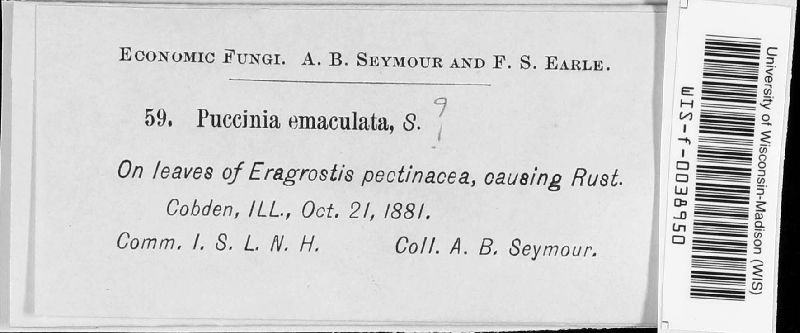 ECONOMIC FUNGI. A. B. SEYMOUR AND F. S. EARLE.
59. Puccinia emaculata, S. ?
On leaves of Eragrostis pectinacea, causing Rust.
Cobden, ILL., Oct. 21, 1881.
Comm. I. S. L. N. H. Coll. A. B. Seymour.
University of Wisconsin-Madison (WIS)
WIS-f-0038950